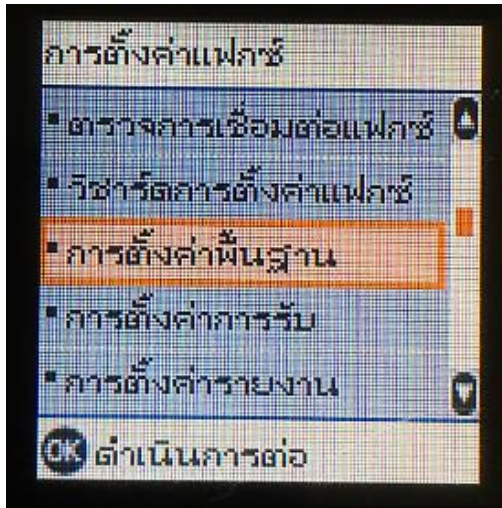 การตั้งค่าแฟกซ์
▪ตรวจการเชื่อมต่อแฟกซ์
▪วิซาร์ดการตั้งค่าแฟกซ์
▪การตั้งค่าพื้นฐาน
▪การตั้งค่าการรับ
▪การตั้งค่ารายงาน
OK ดำเนินการต่อ